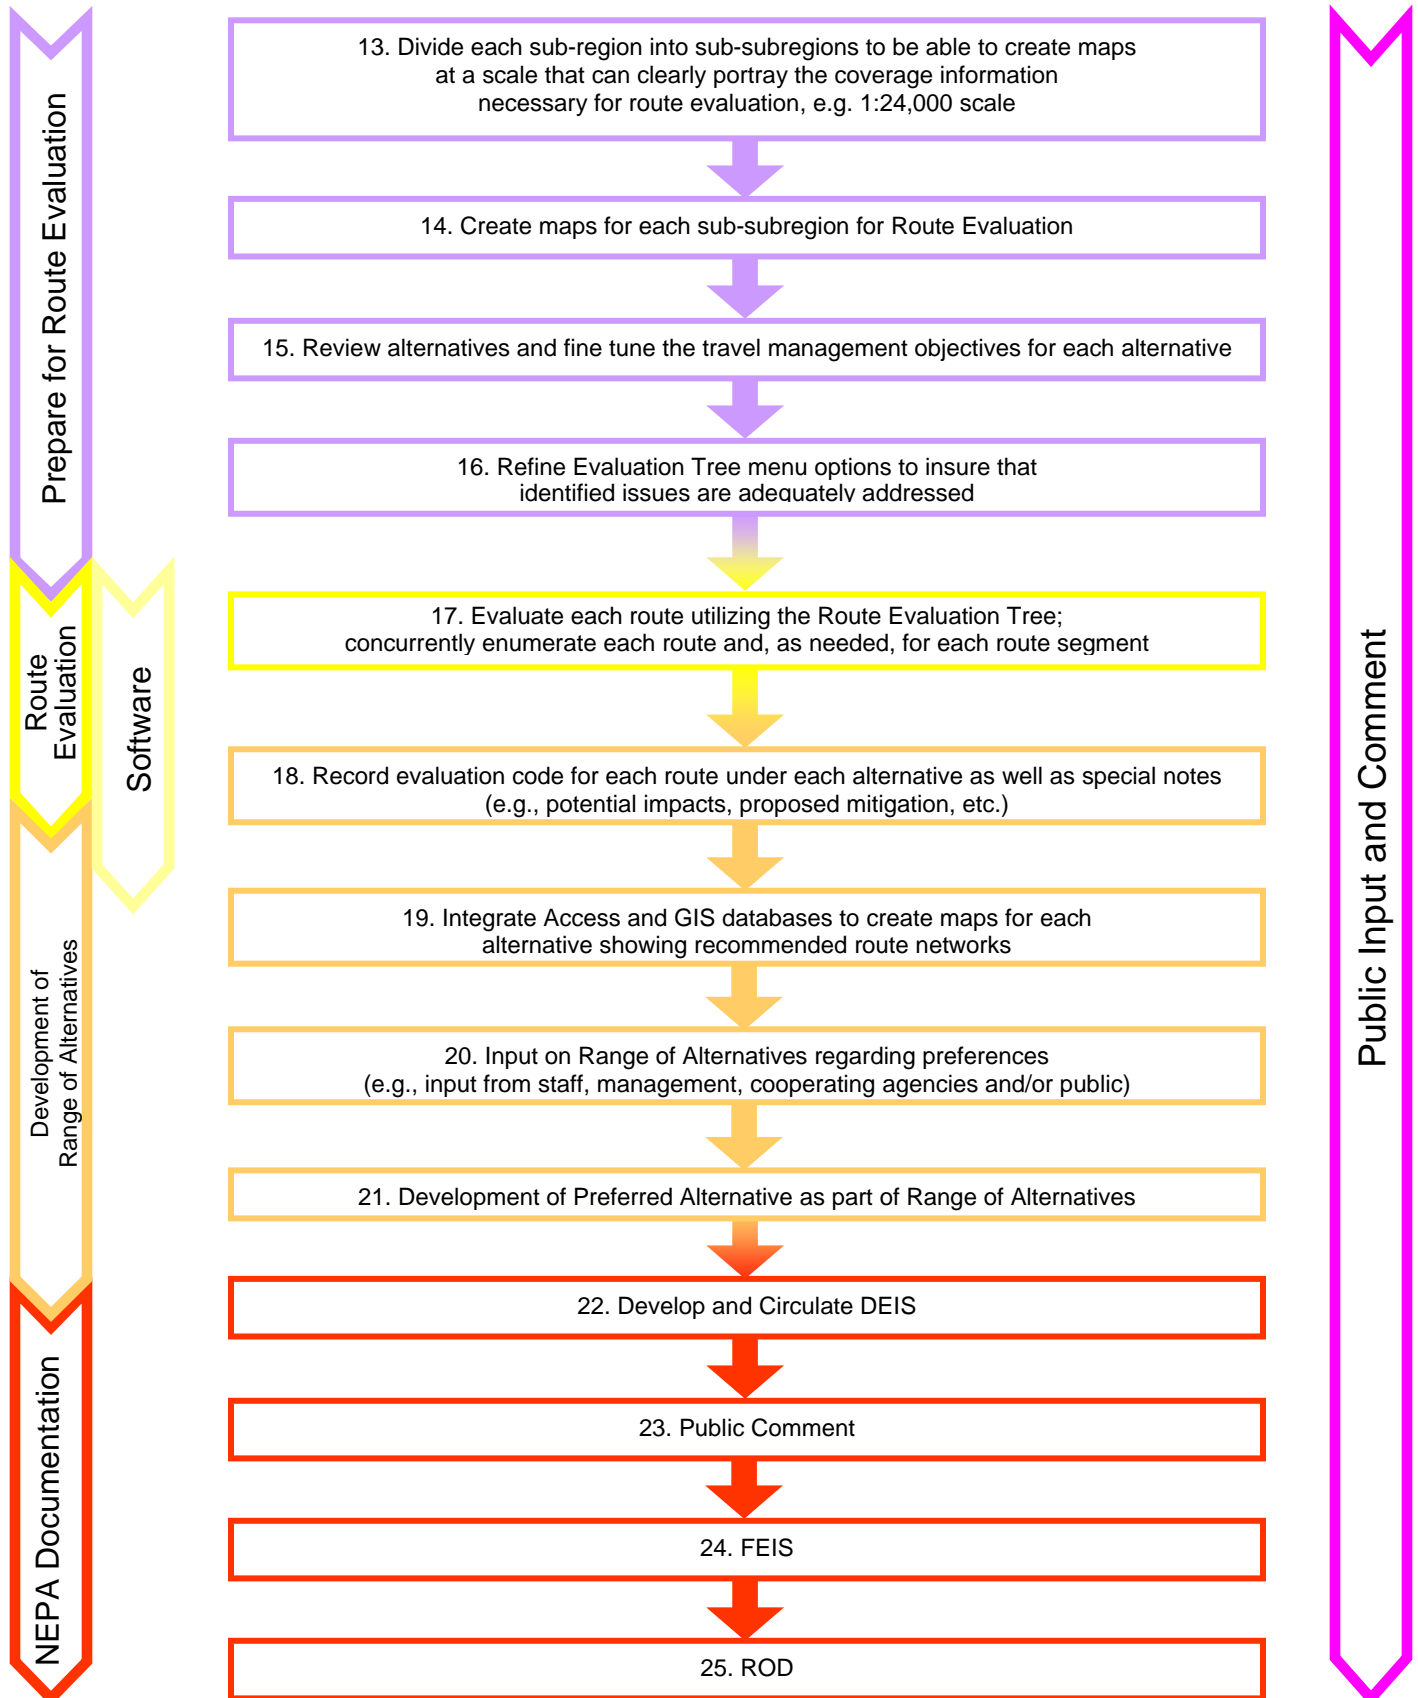 13. Divide each sub-region into sub-subregions to be able to create maps
at a scale that can clearly portray the coverage information
necessary for route evaluation, e.g. 1:24,000 scale
14. Create maps for each sub-subregion for Route Evaluation
15. Review alternatives and fine tune the travel management objectives for each alternative
16. Refine Evaluation Tree menu options to insure that
identified issues are adequately addressed
17. Evaluate each route utilizing the Route Evaluation Tree;
concurrently enumerate each route and, as needed, for each route segment
18. Record evaluation code for each route under each alternative as well as special notes
(e.g., potential impacts, proposed mitigation, etc.)
19. Integrate Access and GIS databases to create maps for each
alternative showing recommended route networks
20. Input on Range of Alternatives regarding preferences
(e.g., input from staff, management, cooperating agencies and/or public)
21. Development of Preferred Alternative as part of Range of Alternatives
22. Develop and Circulate DEIS
23. Public Comment
24. FEIS
25. ROD
Prepare for Route Evaluation
Route
Evaluation
Software
Development of
Range of Alternatives
NEPA Documentation
Public Input and Comment